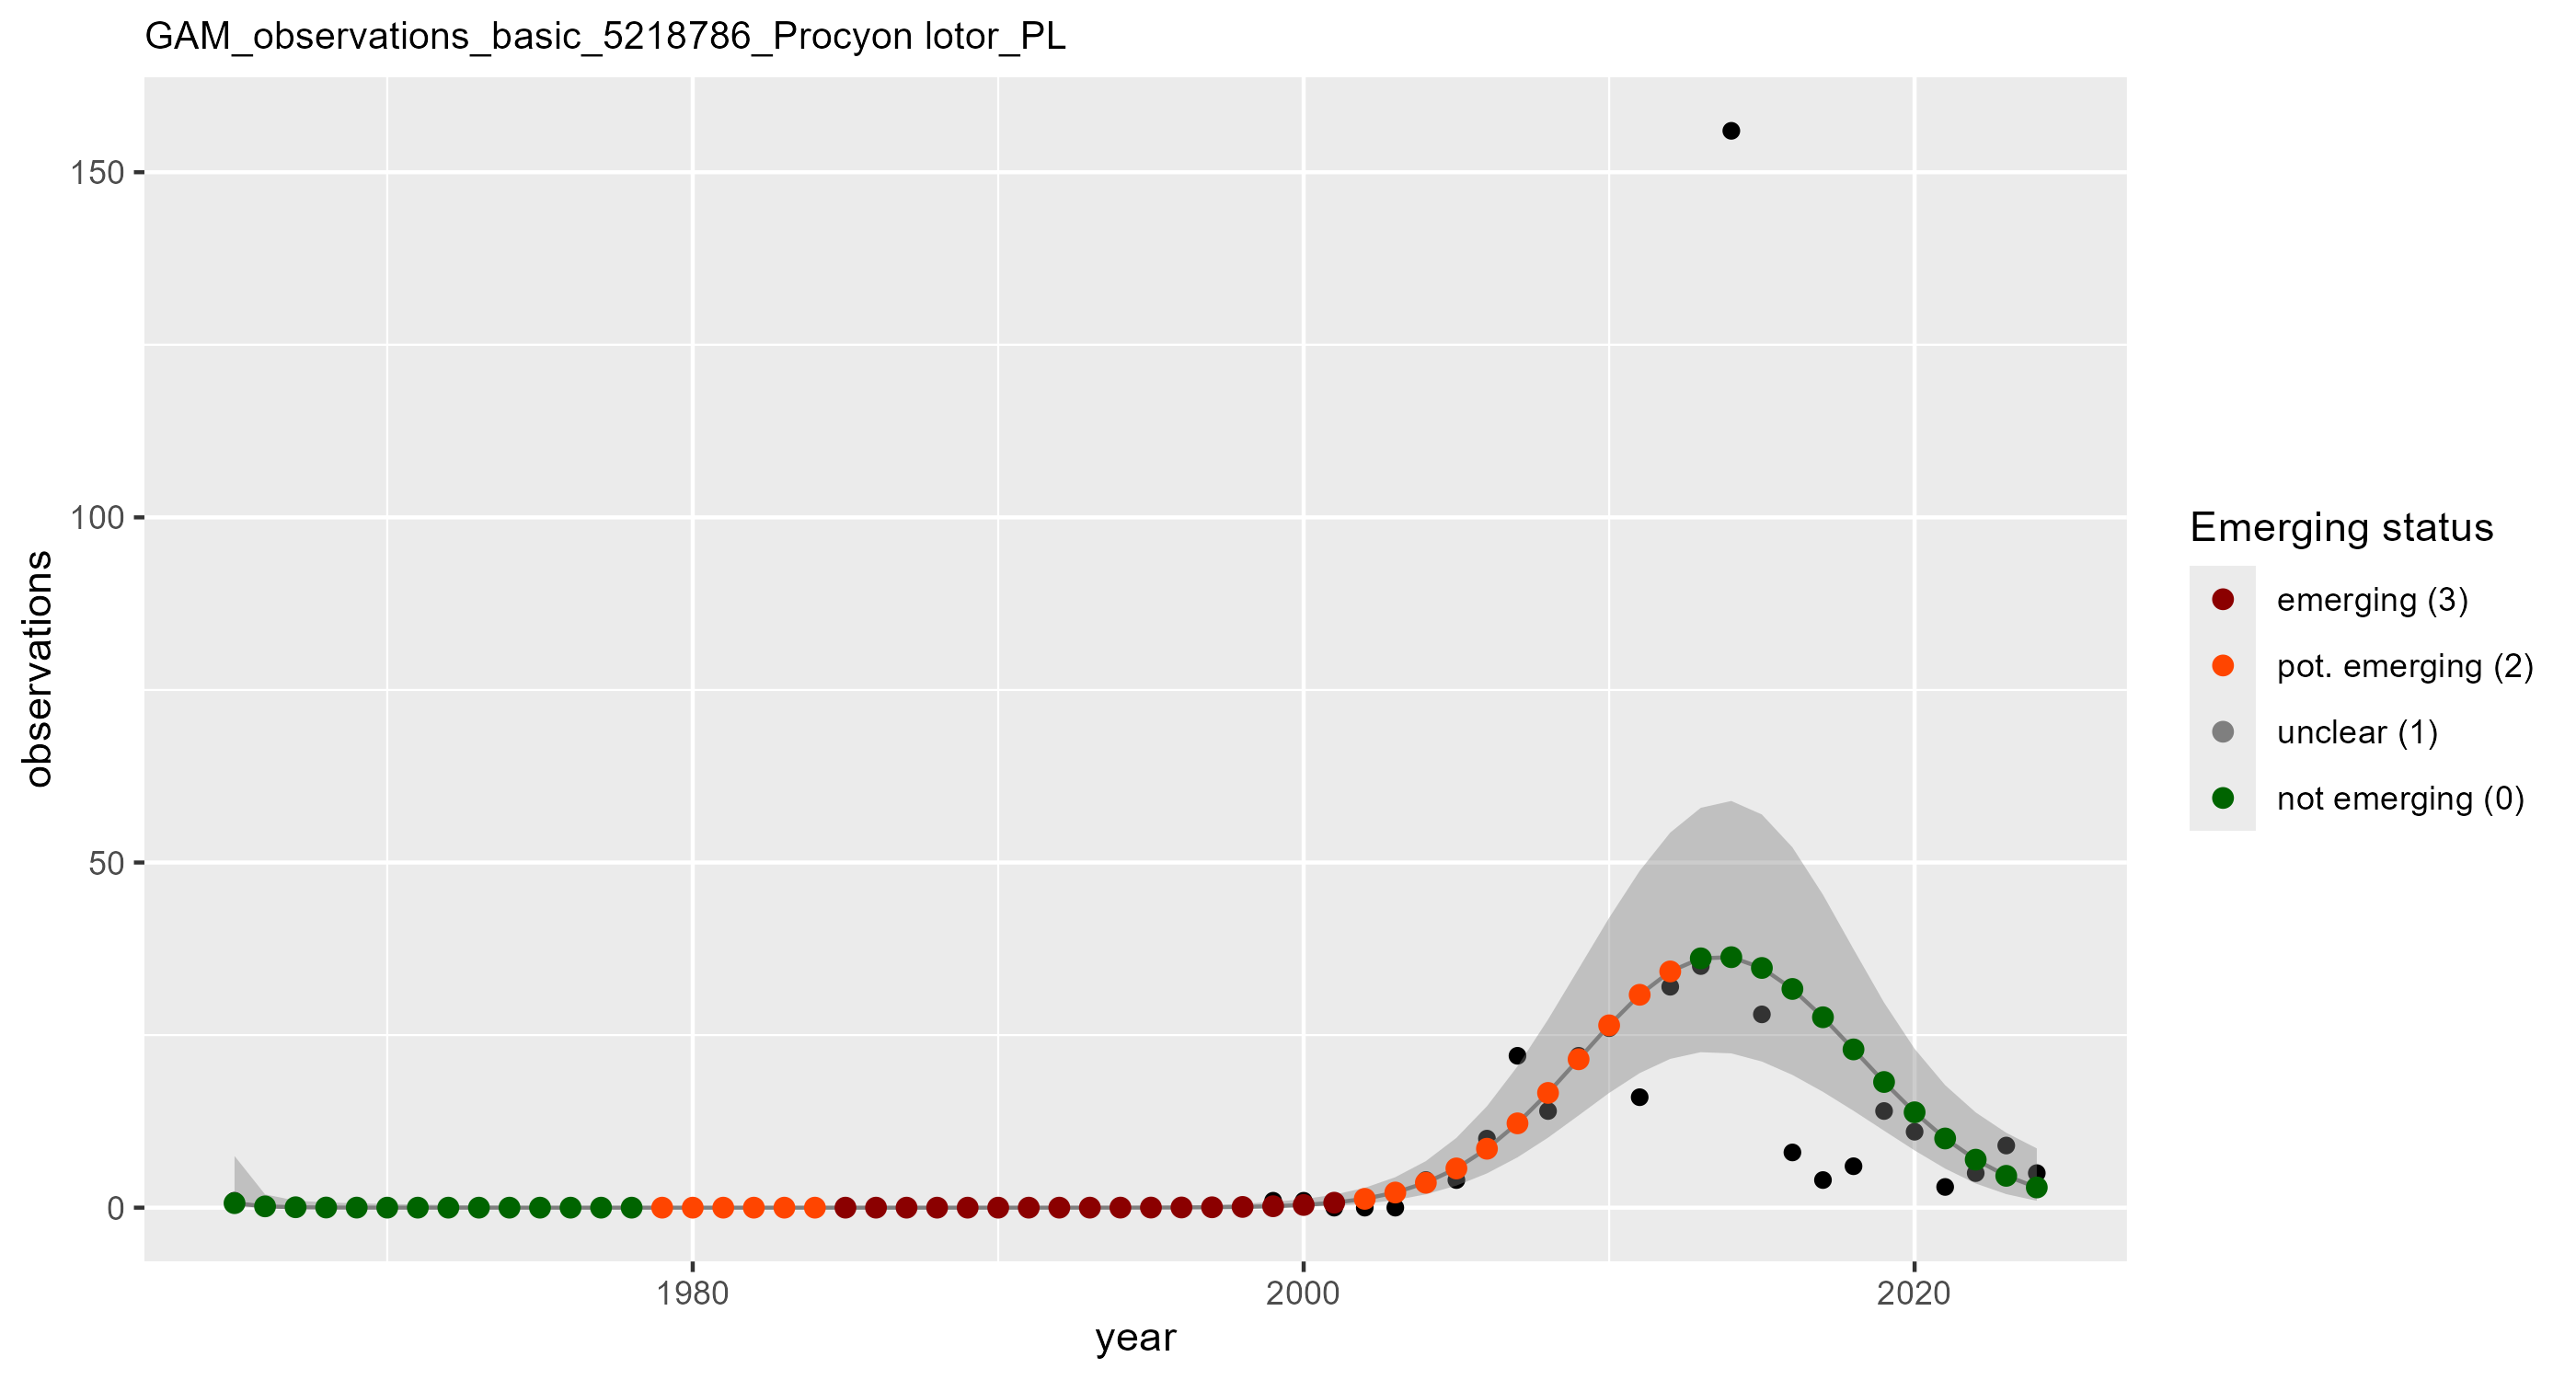 GAM_observations_basic_5218786_Procyon lotor_PL
150
100
50
0
observations
1980
2000
2020
year
Emerging status
emerging (3)
pot. emerging (2)
unclear (1)
not emerging (0)